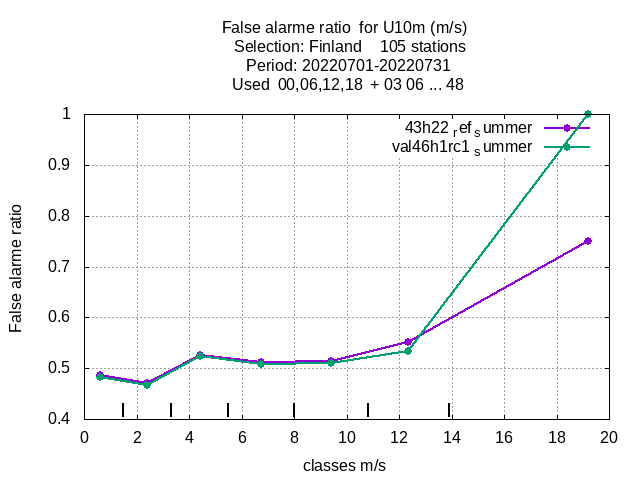 False alarme ratio  for U10m (m/s)
Selection: Finland    105 stations
Period: 20220701-20220731
Used  00,06,12,18  + 03 06 ... 48
43h22 ref summer
val46h1rc1 summer
False alarme ratio
1
0.9
0.8
0.7
0.6
0.5
0.4
0 2 4 6 8 10 12 14 16 18 20
classes m/s